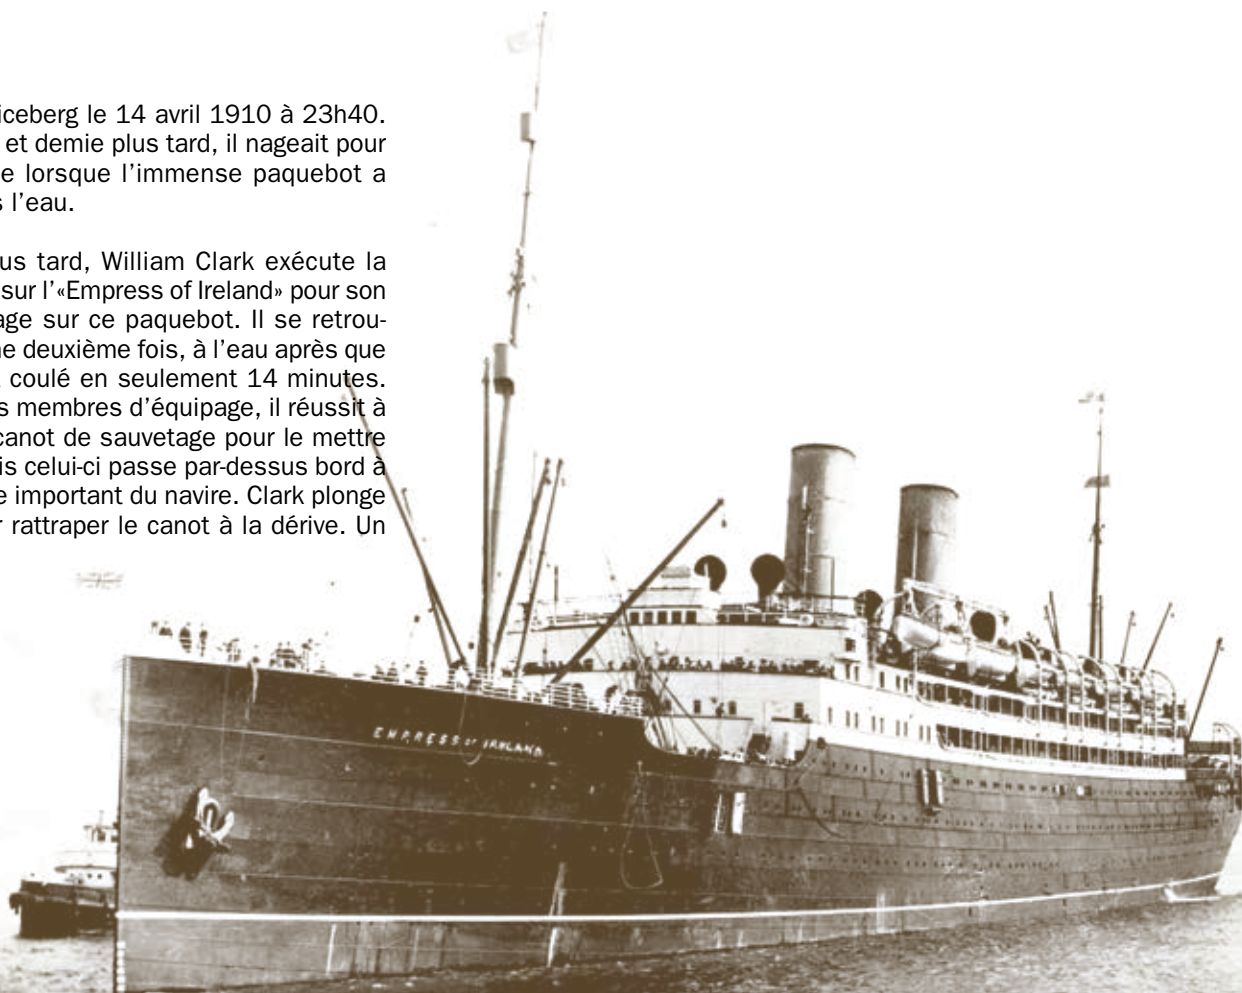 iceberg le 14 avril 1910 à 23h40.
et demie plus tard, il nageait pour
e lorsque l’immense paquebot a
s l’eau.
us tard, William Clark exécute la
sur l’«Empress of Ireland» pour son
age sur ce paquebot. Il se retrou-
ne deuxième fois, à l’eau après que
coulé en seulement 14 minutes.
s membres d’équipage, il réussit à
canot de sauvetage pour le mettre
is celui-ci passe par-dessus bord à
e important du navire. Clark plonge
r rattraper le canot à la dérive. Un
EMPRESS OF IRELAND